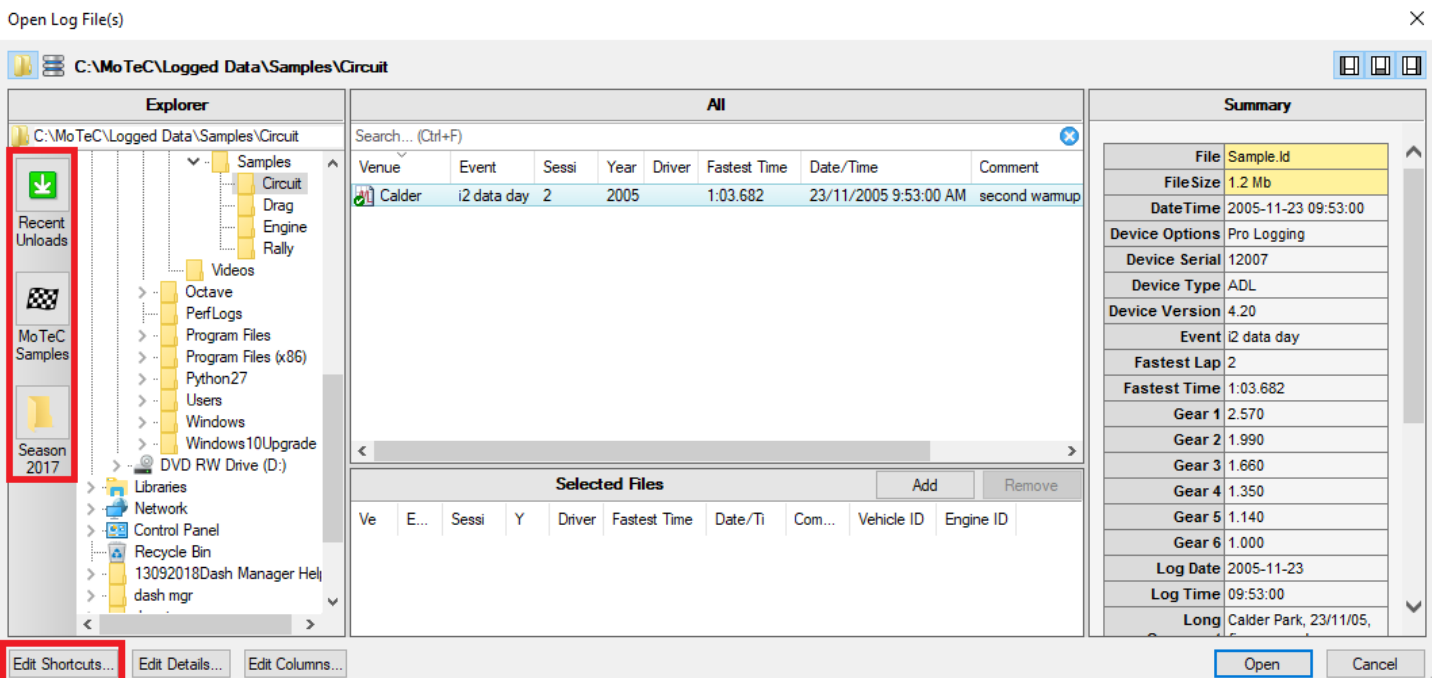 Open Log File(s)
C:\MoTeC\Logged Data\Samples\Circuit
Explorer
C:\MoTeC\Logged Data\Samples\Circuit
Recent
Unloads
MoTeC
Samples
Season
2017
Samples
Circuit
Drag
Engine
Rally
Videos
Octave
PerfLogs
Program Files
Program Files (x86)
Python27
Users
Windows
Windows10Upgrade
DVD RW Drive (D:)
Libraries
Network
Control Panel
Recycle Bin
13092018Dash Manager Help
dash mgr
All
Search... (Ctrl+F)
Venue Event Sessi Year Driver Fastest Time Date/Time Comment
Calder i2 data day 2 2005 1:03.682 23/11/2005 9:53:00 AM second warmup
Selected Files Add Remove
Ve E... Sessi Y Driver Fastest Time Date/Ti Com... Vehicle ID Engine ID
Summary
File Sample.ld
FileSize 1.2 Mb
DateTime 2005-11-23 09:53:00
Device Options Pro Logging
Device Serial 12007
Device Type ADL
Device Version 4.20
Event i2 data day
Fastest Lap 2
Fastest Time 1:03.682
Gear 1 2.570
Gear 2 1.990
Gear 3 1.660
Gear 4 1.350
Gear 5 1.140
Gear 6 1.000
Log Date 2005-11-23
Log Time 09:53:00
Long Calder Park, 23/11/05,
Edit Shortcuts... Edit Details... Edit Columns... Open Cancel